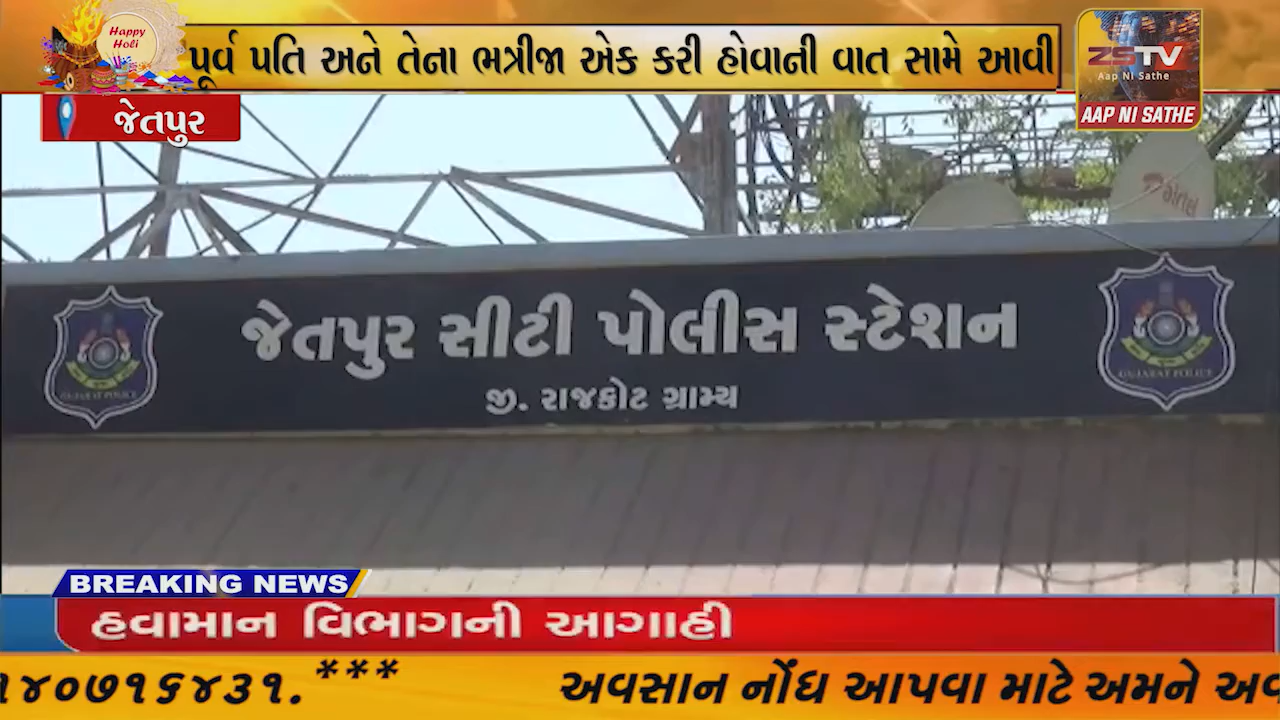 Happy
Holi
પૂર્વ પતિ અને તેના ભત્રીજા એક કરી હોવાની વાત સામે આવી
ZSTV
Aap Ni Sathe
AAP NI SATHE
જેતપુર
જેતપુર સીટી પોલીસ સ્ટેશન
જી. રાજકોટ ગ્રામ્ય
GUJARAT POLICE
GUJARAT POLICE
BREAKING NEWS
હવામાન વિભાગની આગાહી
૧૪૦૭૧૬૪૩૧.*** અવસાન નોંધ આપવા માટે અમને